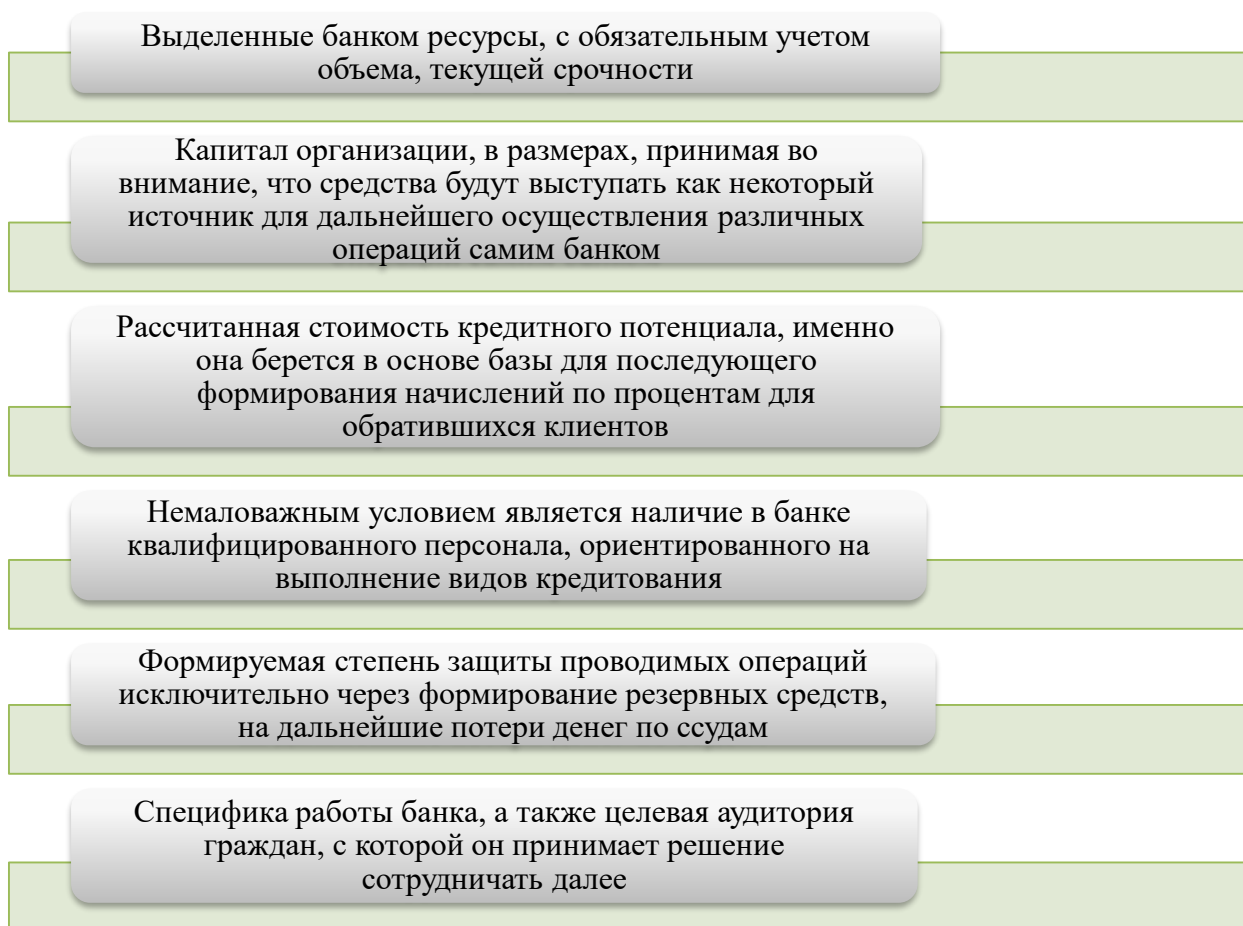 Выделенные банком ресурсы, с обязательным учетом
объема, текущей срочности
Капитал организации, в размерах, принимая во
внимание, что средства будут выступать как некоторый
источник для дальнейшего осуществления различных
операций самим банком
Рассчитанная стоимость кредитного потенциала, именно
она берется в основе базы для последующего
формирования начислений по процентам для
обратившихся клиентов
Немаловажным условием является наличие в банке
квалифицированного персонала, ориентированного на
выполнение видов кредитования
Формируемая степень защиты проводимых операций
исключительно через формирование резервных средств,
на дальнейшие потери денег по ссудам
Специфика работы банка, а также целевая аудитория
граждан, с которой он принимает решение
сотрудничать далее